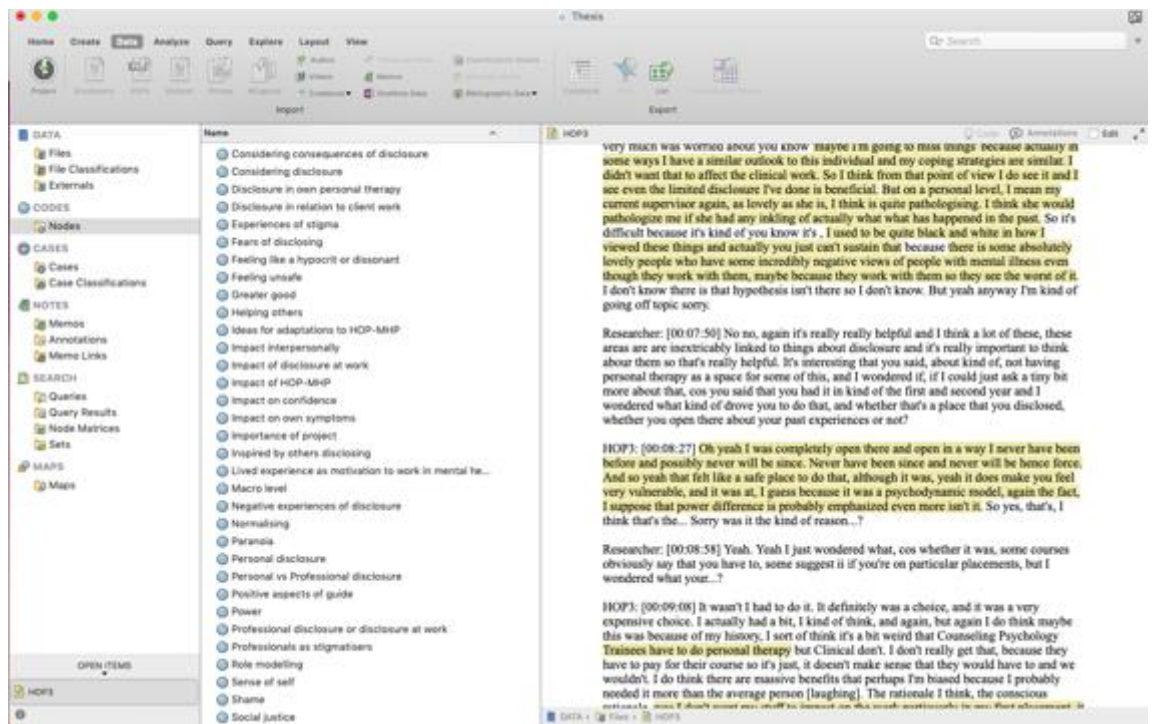 Thesis
Home Create Data Analyze Query Explore Layout View
Search
Project
Import
Export
DATA
Files
File Classifications
Externals
CODES
Nodes
CASES
Cases
Case Classifications
NOTES
Memos
Annotations
Memo Links
SEARCH
Queries
Query Results
Node Matrices
Sets
MAPS
Maps
OPEN ITEMS
HOP3
Name
Considering consequences of disclosure
Considering disclosure
Disclosure in own personal therapy
Disclosure in relation to client work
Experiences of stigma
Fears of disclosing
Feeling like a hypocrit or dissonant
Feeling unsafe
Greater good
Helping others
Ideas for adaptations to HOP-MHP
Impact interpersonally
Impact of disclosure at work
Impact of HOP-MHP
Impact on confidence
Impact on own symptoms
Importance of project
Inspired by others disclosing
Lived experience as motivation to work in mental he...
Macro level
Negative experiences of disclosure
Normalising
Paranoia
Personal disclosure
Personal vs Professional disclosure
Positive aspects of guide
Power
Professional disclosure or disclosure at work
Professionals as stigmatisers
Role modelling
Sense of self
Shame
Social justice
HOP3
Code Annotations Edit
very much was worried about you know maybe I'm going to miss things because actually in
some ways I have a similar outlook to this individual and my coping strategies are similar. I
didn't want that to affect the clinical work. So I think from that point of view I do see it and I
see even the limited disclosure I've done is beneficial. But on a personal level, I mean my
current supervisor again, as lovely as she is, I think is quite pathologising. I think she would
pathologize me if she had any inkling of actually what what has happened in the past. So it's
difficult because it's kind of you know it's , I used to be quite black and white in how I
viewed these things and actually you just can't sustain that because there is some absolutely
lovely people who have some incredibly negative views of people with mental illness even
though they work with them, maybe because they work with them so they see the worst of it.
I don't know there is that hypothesis isn't there so I don't know. But yeah anyway I'm kind of
going off topic sorry.
Researcher: [00:07:50] No no, again it's really really helpful and I think a lot of these, these
areas are are inextricably linked to things about disclosure and it's really important to think
about them so that's really helpful. It's interesting that you said, about kind of, not having
personal therapy as a space for some of this, and I wondered if, if I could just ask a tiny bit
more about that, cos you said that you had it in kind of the first and second year and I
wondered what kind of drove you to do that, and whether that's a place that you disclosed,
whether you open there about your past experiences or not?
HOP3: [00:08:27] Oh yeah I was completely open there and open in a way I never have been
before and possibly never will be since. Never have been since and never will be hence force.
And so yeah that felt like a safe place to do that, although it was, yeah it does make you feel
very vulnerable, and it was at, I guess because it was a psychodynamic model, again the fact,
I suppose that power difference is probably emphasized even more isn't it. So yes, that's, I
think that's the... Sorry was it the kind of reason...?
Researcher: [00:08:58] Yeah. Yeah I just wondered what, cos whether it was, some courses
obviously say that you have to, some suggest ii if you're on particular placements, but I
wondered what your...?
HOP3: [00:09:08] It wasn't I had to do it. It definitely was a choice, and it was a very
expensive choice. I actually had a bit, I kind of think, and again, but again I do think maybe
this was because of my history, I sort of think it's a bit weird that Counseling Psychology
Trainees have to do personal therapy but Clinical don't. I don't really get that, because they
have to pay for their course so it's just, it doesn't make sense that they would have to and we
wouldn't. I do think there are massive benefits that perhaps I'm biased because I probably
needed it more than the average person [laughing]. The rationale I think, the conscious
DATA Files HOP3